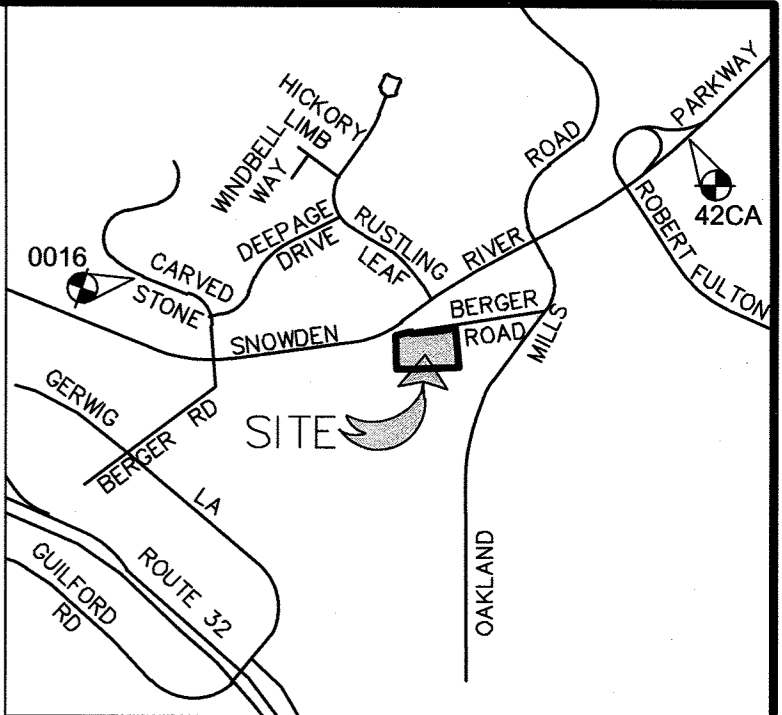 HICKORY
LIMB
WINDBELL
WAY
DEEPAGE
DRIVE
RUSTLING
LEAF
ROAD
PARKWAY
42CA
ROBERT FULTON
0016
CARVED
STONE
SNOWDEN
RIVER
BERGER
ROAD
MILLS
OAKLAND
SITE
GERWIG
LA
BERGER RD
ROUTE 32
GUILFORD
RD